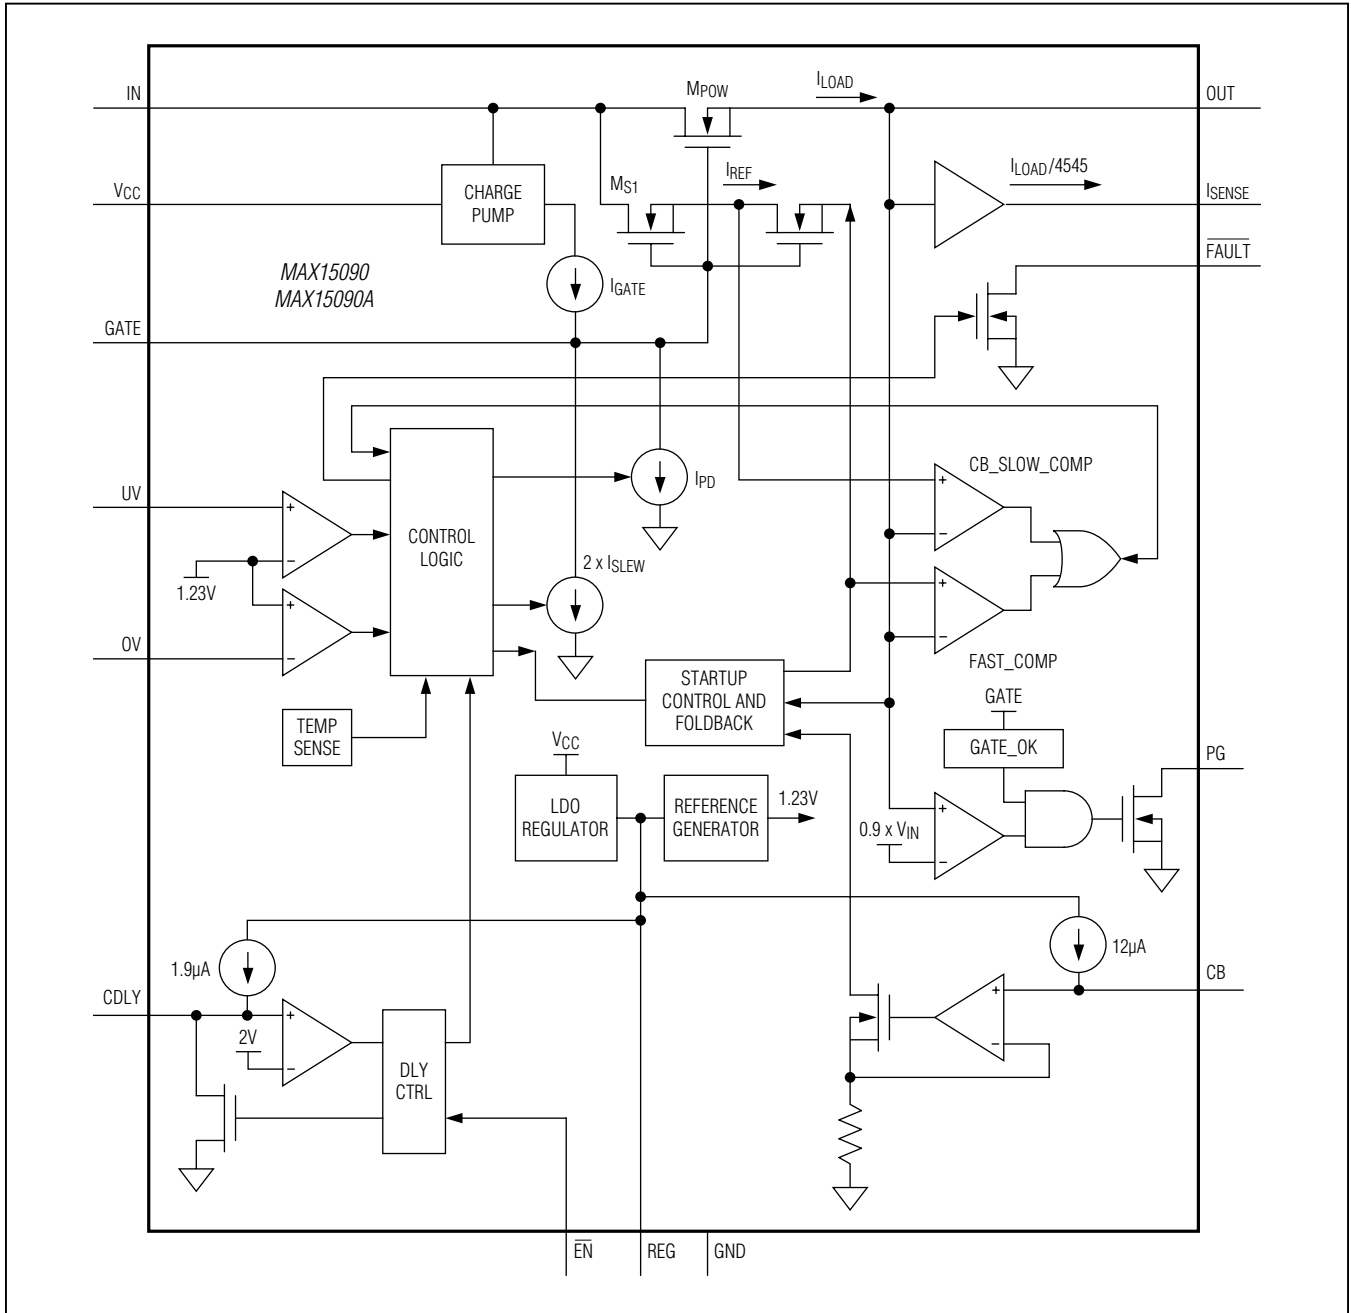 IN
MPOW
ILOAD
OUT
VCC
CHARGE
PUMP
MS1
IREF
ILOAD/4545
ISENSE
FAULT
MAX15090
MAX15090A
IGATE
GATE
UV
1.23V
OV
CONTROL
LOGIC
IPD
2 x ISLEW
CB_SLOW_COMP
FAST_COMP
TEMP
SENSE
STARTUP
CONTROL AND
FOLDBACK
GATE
GATE_OK
PG
VCC
LDO
REGULATOR
REFERENCE
GENERATOR
1.23V
0.9 x VIN
1.9µA
12µA
CDLY
2V
DLY
CTRL
CB
EN
REG
GND
+
−
+
−
+
−
+
−
+
−
+
−
+
−